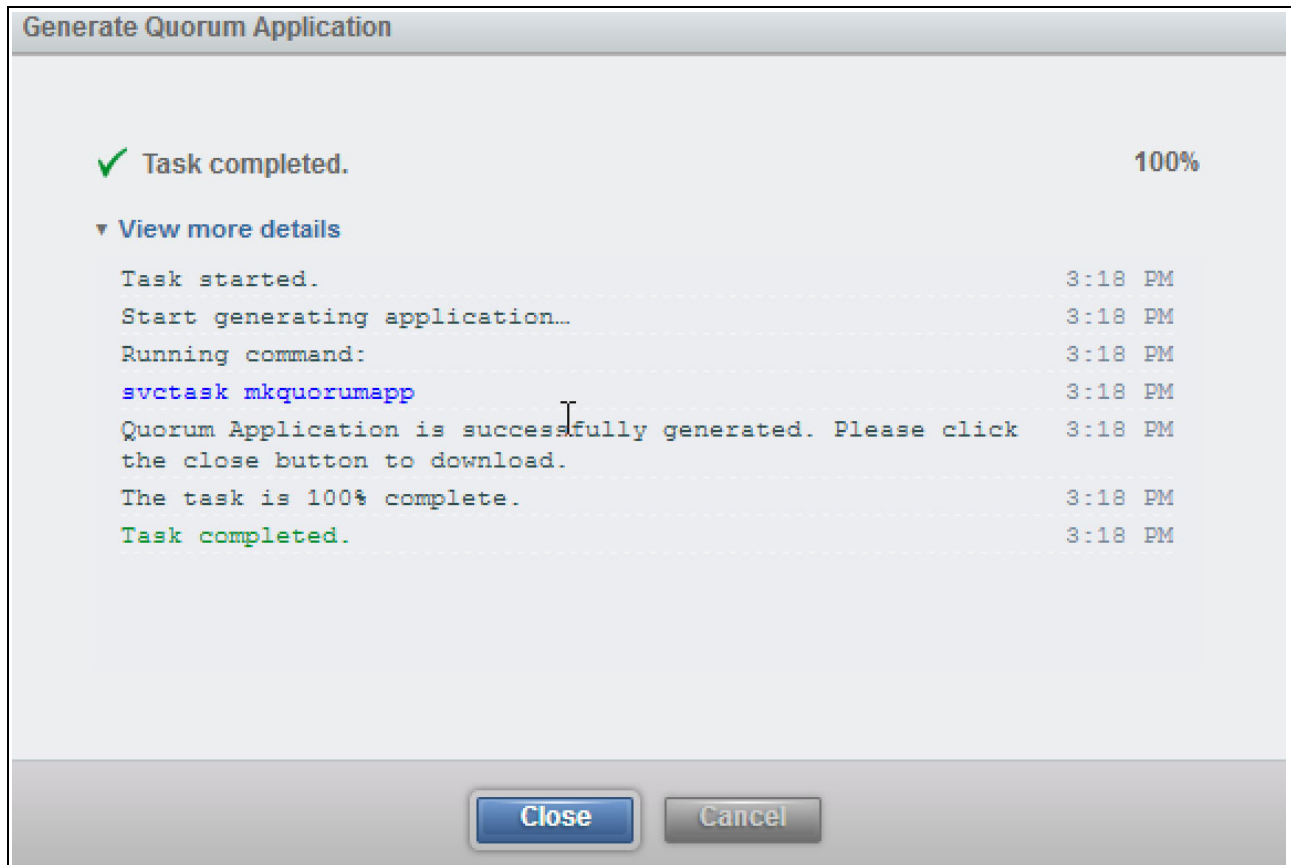 Generate Quorum Application
Task completed. 100%
View more details
Task started. 3:18 PM
Start generating application… 3:18 PM
Running command: 3:18 PM
svctask mkquorumapp 3:18 PM
Quorum Application is successfully generated. Please click 3:18 PM
the close button to download.
The task is 100% complete. 3:18 PM
Task completed. 3:18 PM
Close Cancel